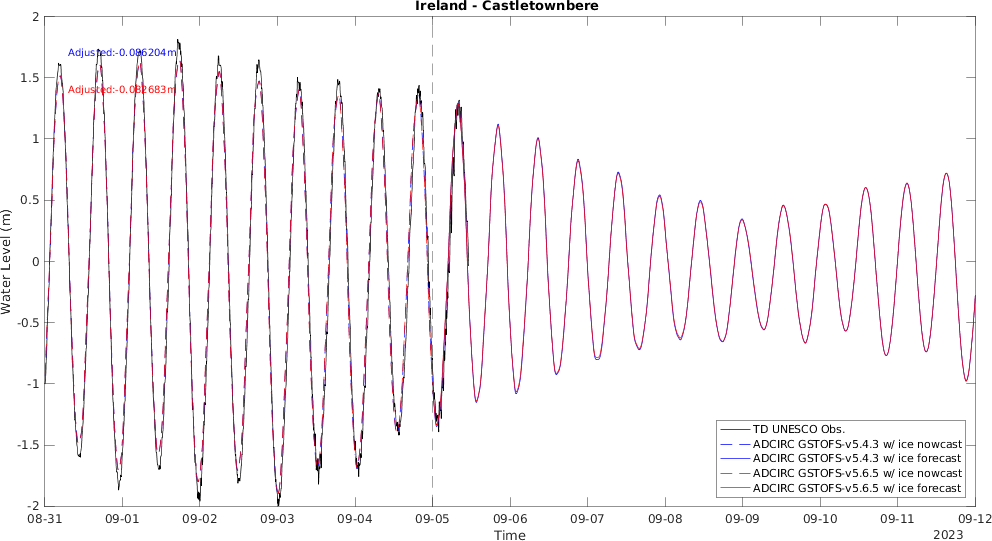 Ireland - Castletownbere
2
1.5
1
0.5
0
-0.5
-1
-1.5
-2
Water Level (m)
Adjusted:-0.086204m
Adjusted:-0.082683m
TD UNESCO Obs.
ADCIRC GSTOFS-v5.4.3 w/ ice nowcast
ADCIRC GSTOFS-v5.4.3 w/ ice forecast
ADCIRC GSTOFS-v5.6.5 w/ ice nowcast
ADCIRC GSTOFS-v5.6.5 w/ ice forecast
08-31 09-01 09-02 09-03 09-04 09-05 09-06 09-07 09-08 09-09 09-10 09-11 09-12
Time
2023